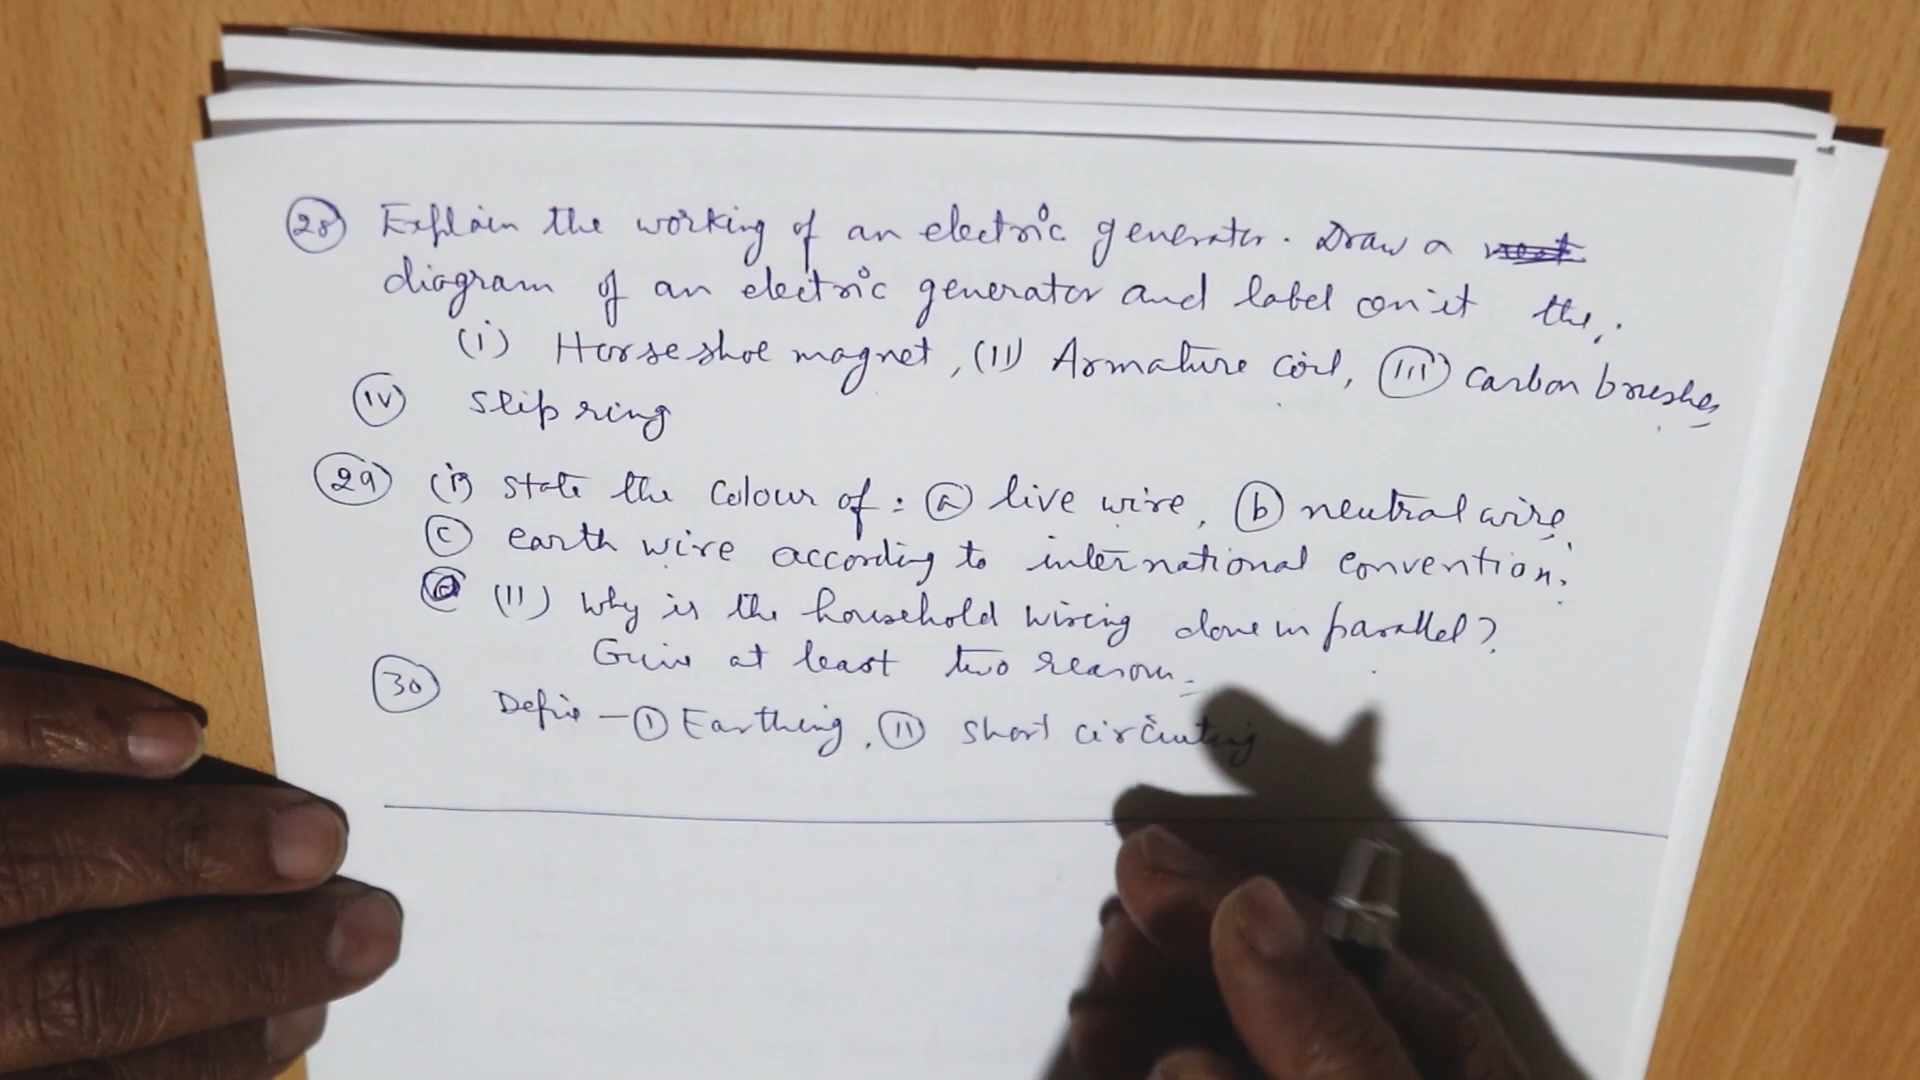 28 Explain the working of an electric generator. Draw a
diagram of an electric generator and label on it the.
(i) Horse shoe magnet, (II) Armature coil, (III) carbon brushes
(IV) slip ring
29 (i) state the colour of : (a) live wire, (b) neutral wire,
(c) earth wire according to international convention.
(II) Why is the household wiring done in parallel?
Give at least two reason.
30 Define - (I) Earthing, (II) short circuiting